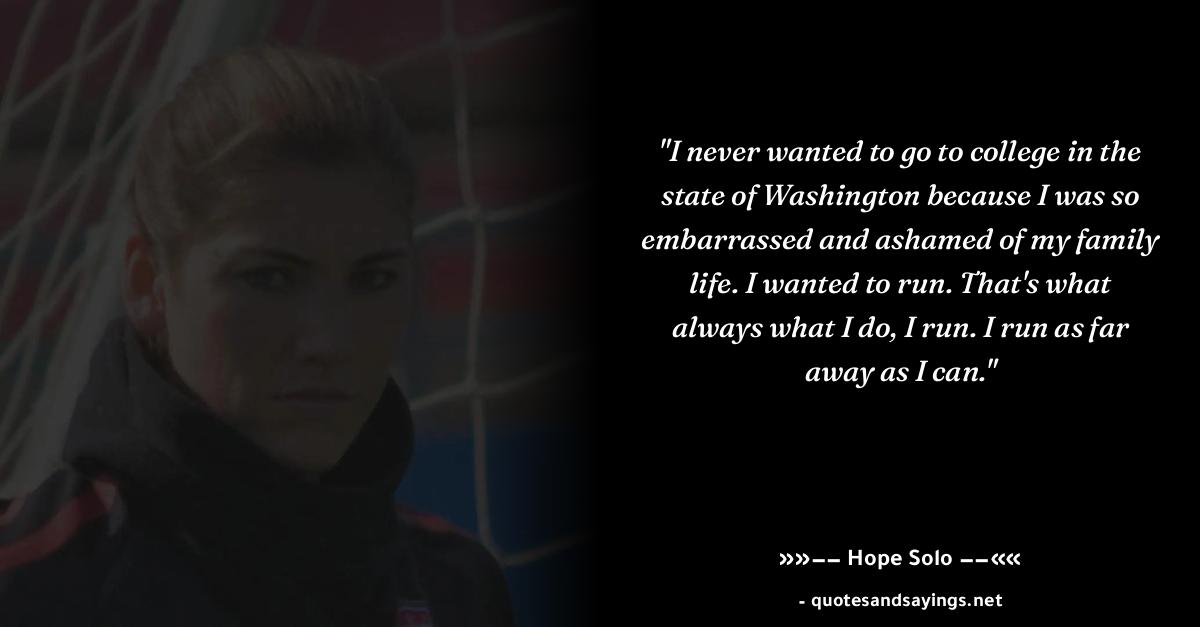 "I never wanted to go to college in the
state of Washington because I was so
embarrassed and ashamed of my family
life. I wanted to run. That's what
always what I do, I run. I run as far
away as I can."
»»−− Hope Solo −−««
- quotesandsayings.net